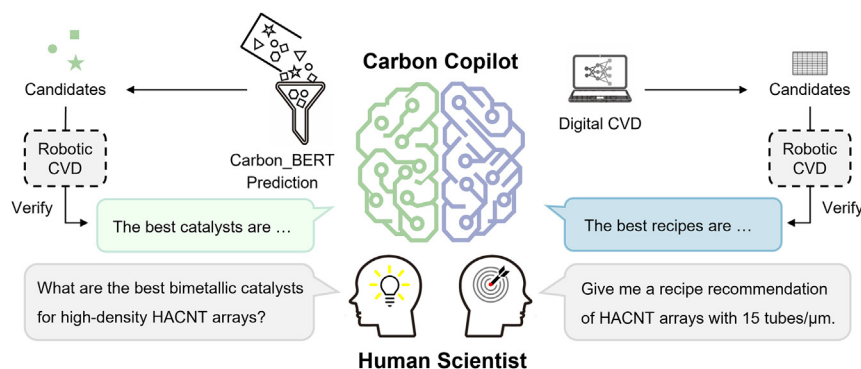 Carbon Copilot
Candidates
Robotic
CVD
Verify
Carbon_BERT
Prediction
The best catalysts are …
Digital CVD
Candidates
Robotic
CVD
Verify
The best recipes are …
What are the best bimetallic catalysts
for high-density HACNT arrays?
Give me a recipe recommendation
of HACNT arrays with 15 tubes/μm.
Human Scientist